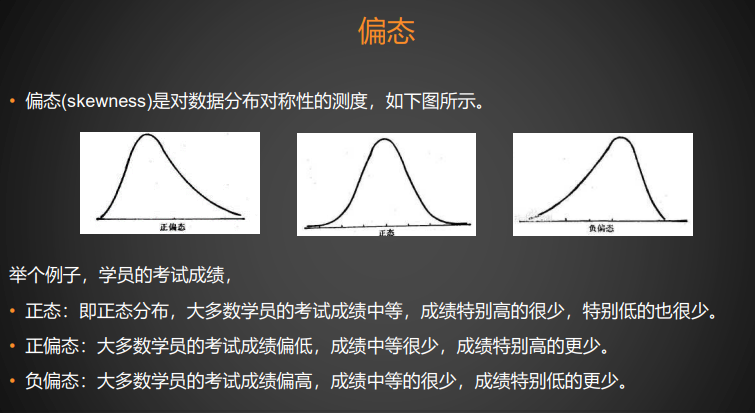 偏态
• 偏态(skewness)是对数据分布对称性的测度，如下图所示。
正偏态
正态
负偏态
举个例子，学员的考试成绩，
• 正态：即正态分布，大多数学员的考试成绩中等，成绩特别高的很少，特别低的也很少。
• 正偏态：大多数学员的考试成绩偏低，成绩中等很少，成绩特别高的更少。
• 负偏态：大多数学员的考试成绩偏高，成绩中等的很少，成绩特别低的更少。